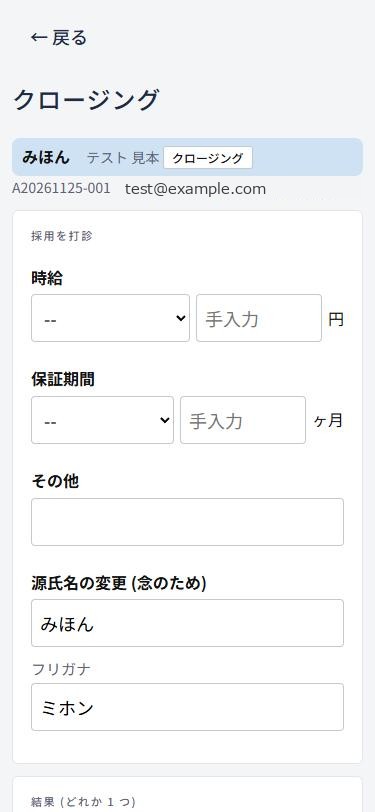 ← 戻る
クロージング
みほん テスト 見本 クロージング
A20261125-001 test@example.com
採用を打診
時給
-- 手入力 円
保証期間
-- 手入力 ヶ月
その他
源氏名の変更 (念のため)
みほん
フリガナ
ミホン
結果 (どれか 1 つ)